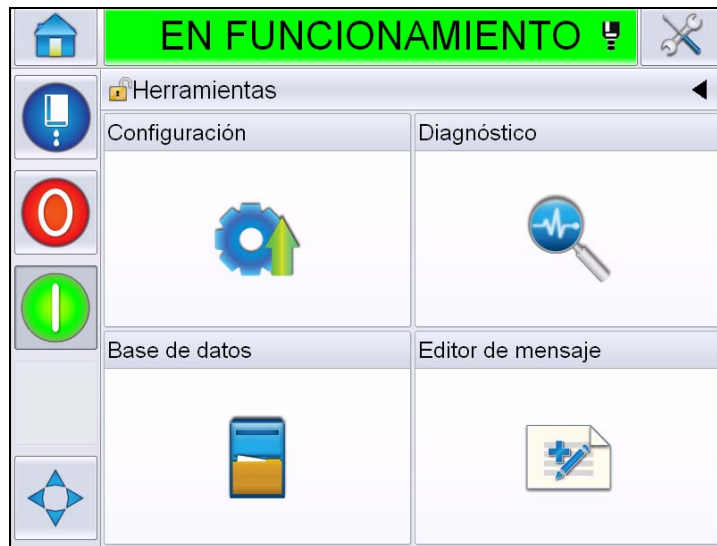 EN FUNCIONAMIENTO
Herramientas
Configuración
Diagnóstico
Base de datos
Editor de mensaje